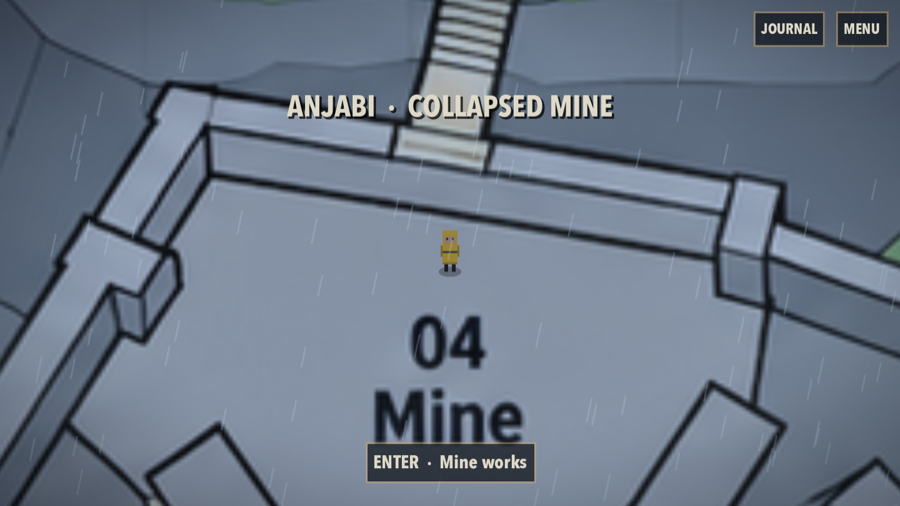 JOURNAL
MENU
ANJABI · COLLAPSED MINE
04
Mine
ENTER · Mine works